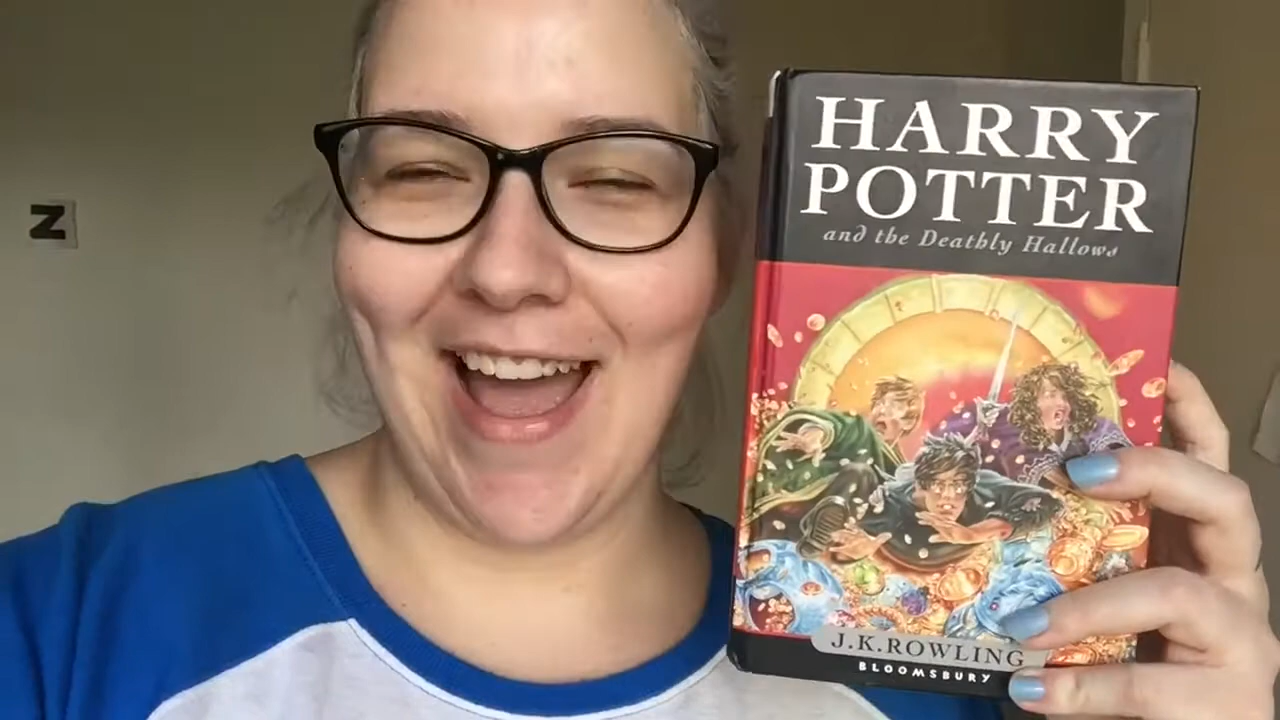 N
HARRY
POTTER
and the Deathly Hallows
J.K.ROWLING
BLOOMSBURY